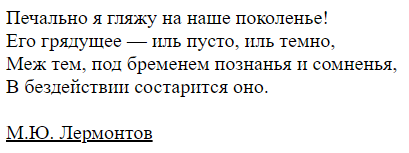 Печально я гляжу на наше поколенье!
Его грядущее — иль пусто, иль темно,
Меж тем, под бременем познанья и сомненья,
В бездействии состарится оно.
М.Ю. Лермонтов